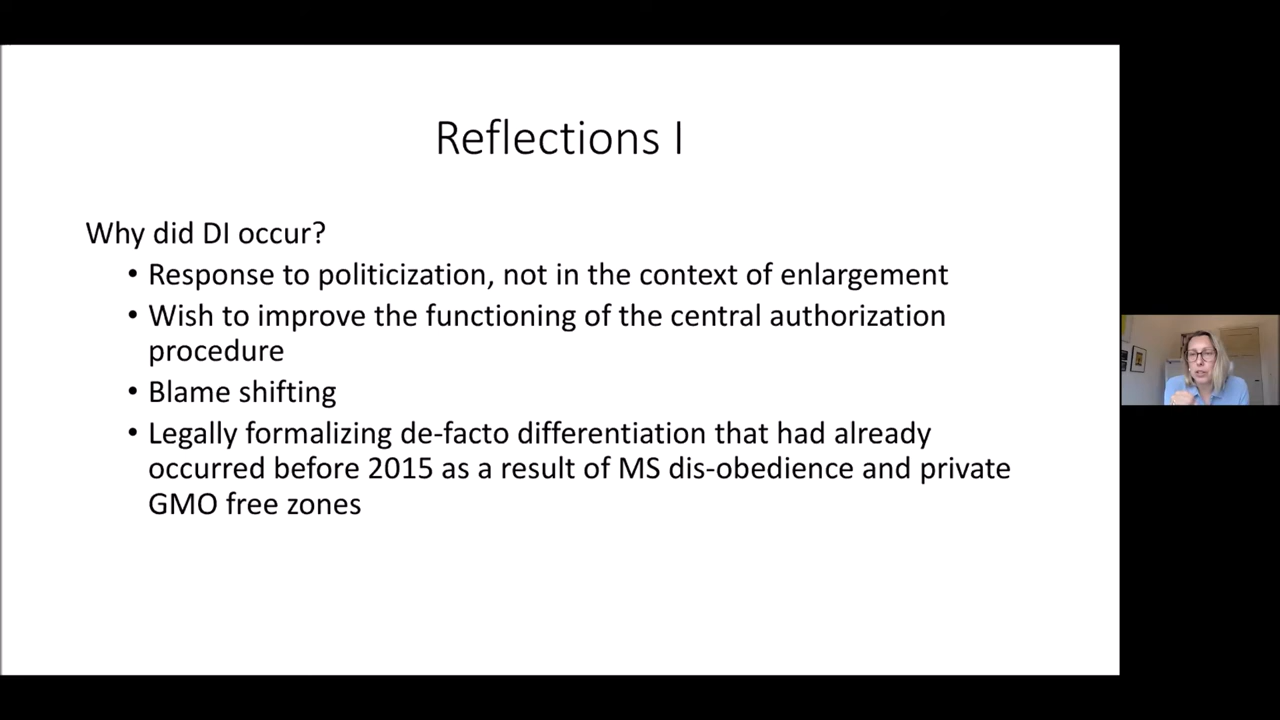 Reflections I
Why did DI occur?
• Response to politicization, not in the context of enlargement
• Wish to improve the functioning of the central authorization
procedure
• Blame shifting
• Legally formalizing de-facto differentiation that had already
occurred before 2015 as a result of MS dis-obedience and private
GMO free zones